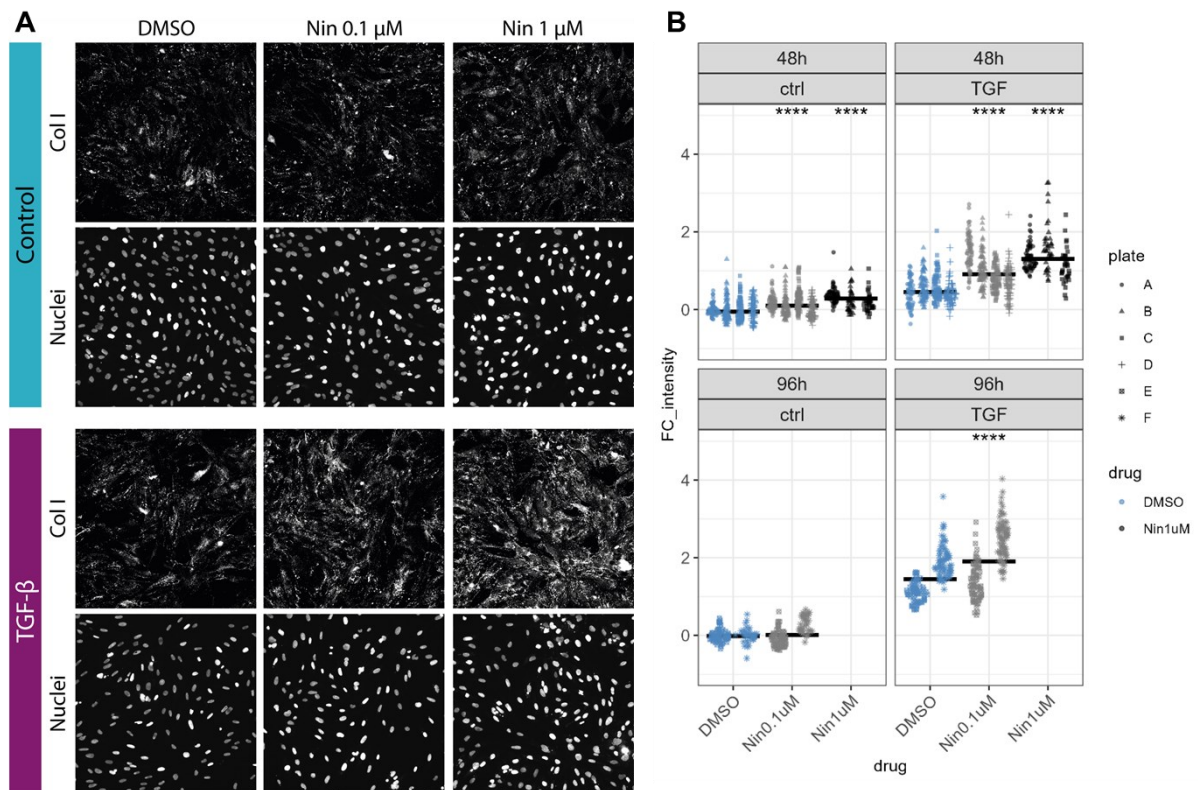 A
DMSO
Nin 0.1 µM
Nin 1 µM
Control
Col I
Nuclei
TGF-β
Col I
Nuclei
B
48h
48h
ctrl
TGF
**** ****
**** ****
4
2
0
96h
96h
ctrl
TGF
****
4
2
0
FC_intensity
DMSO
Nin0.1uM
Nin1uM
DMSO
Nin0.1uM
Nin1uM
drug
plate
A
B
C
D
E
F
drug
DMSO
Nin1uM